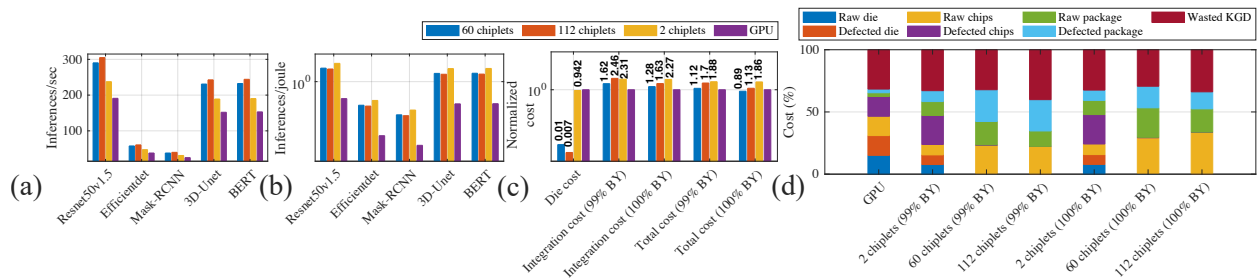 60 chiplets 112 chiplets 2 chiplets GPU
(a)
Inferences/sec
300
200
100
Resnet50v1.5
Efficientdet
Mask-RCNN
3D-Unet
BERT
(b)
Inferences/joule
10^0
Resnet50v1.5
Efficientdet
Mask-RCNN
3D-Unet
BERT
(c)
Normalized
cost
10^0
0.01
0.007
0.942
1.62
2.46
2.31
1.28
1.63
2.27
1.12
1.7
1.88
0.89
1.13
1.86
Die cost
Integration cost (99% BY)
Integration cost (100% BY)
Total cost (99% BY)
Total cost (100% BY)
Raw die Raw chips Raw package Wasted KGD
Defected die Defected chips Defected package
(d)
Cost (%)
100
50
0
GPU
2 chiplets (99% BY)
60 chiplets (99% BY)
112 chiplets (99% BY)
2 chiplets (100% BY)
60 chiplets (100% BY)
112 chiplets (100% BY)